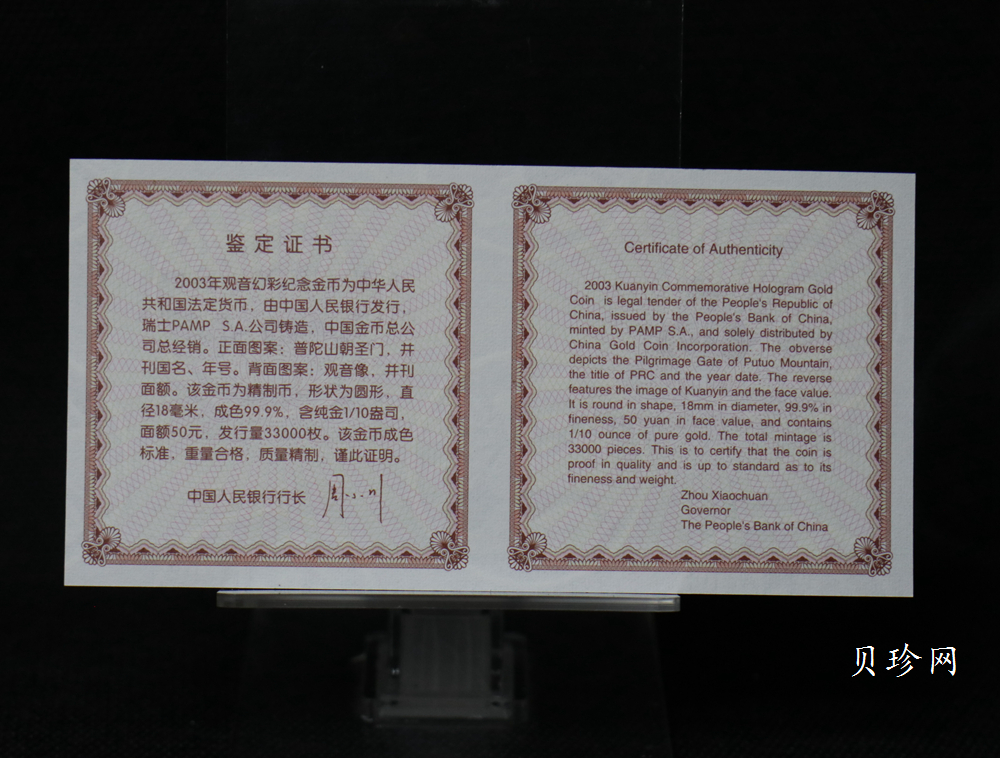 鉴定证书
2003年观音幻彩纪念金币为中华人民
共和国法定货币，由中国人民银行发行，
瑞士PAMP S.A.公司铸造，中国金币总公
司总经销。正面图案：普陀山朝圣门，并
刊国名、年号。背面图案：观音像，并刊
面额。该金币为精制币，形状为圆形，直
径18毫米，成色99.9%，含纯金1/10盎司，
面额50元，发行量33000枚。该金币成色
标准，重量合格，质量精制，谨此证明。
中国人民银行行长 周小川
Certificate of Authenticity
2003 Kuanyin Commemorative Hologram Gold
Coin is legal tender of the People's Republic of
China, issued by the People's Bank of China,
minted by PAMP S.A., and solely distributed by
China Gold Coin Incorporation. The obverse
depicts the Pilgrimage Gate of Putuo Mountain,
the title of PRC and the year date. The reverse
features the image of Kuanyin and the face value.
It is round in shape, 18mm in diameter, 99.9% in
fineness, 50 yuan in face value, and contains
1/10 ounce of pure gold. The total mintage is
33000 pieces. This is to certify that the coin is
proof in quality and is up to standard as to its
fineness and weight.
Zhou Xiaochuan
Governor
The People's Bank of China
贝珍网